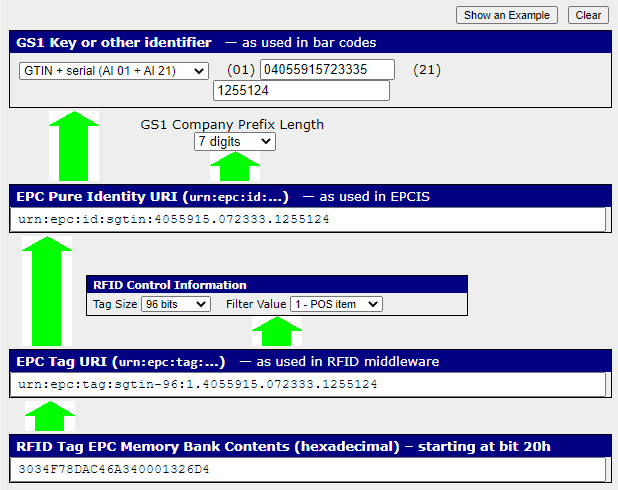 Show an Example Clear
GS1 Key or other identifier — as used in bar codes
GTIN + serial (AI 01 + AI 21) (01) 04055915723335 (21)
1255124
GS1 Company Prefix Length
7 digits
EPC Pure Identity URI (urn:epc:id:...) — as used in EPCIS
urn:epc:id:sgtin:4055915.072333.1255124
RFID Control Information
Tag Size 96 bits Filter Value 1 - POS item
EPC Tag URI (urn:epc:tag:...) — as used in RFID middleware
urn:epc:tag:sgtin-96:1.4055915.072333.1255124
RFID Tag EPC Memory Bank Contents (hexadecimal) – starting at bit 20h
3034F78DAC46A340001326D4